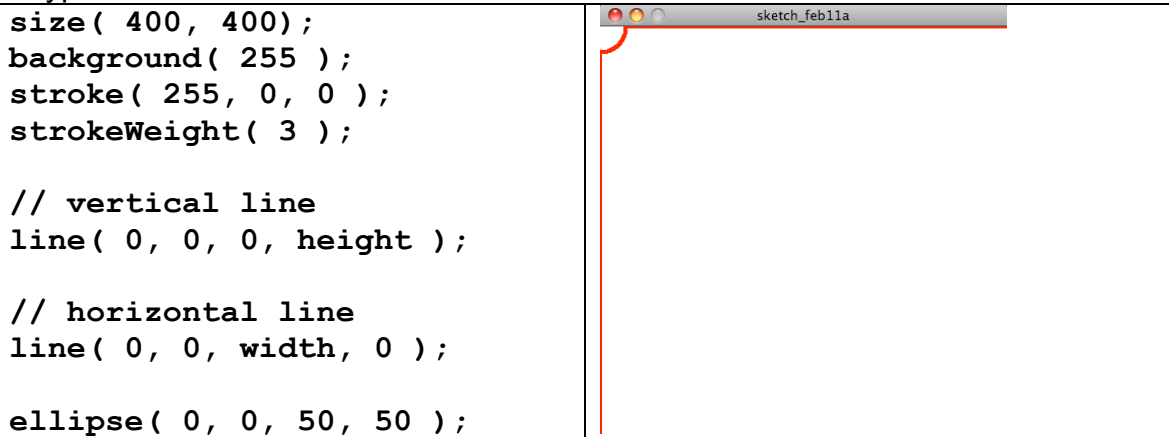 size( 400, 400);
background( 255 );
stroke( 255, 0, 0 );
strokeWeight( 3 );
// vertical line
line( 0, 0, 0, height );
// horizontal line
line( 0, 0, width, 0 );
ellipse( 0, 0, 50, 50 );
sketch_feb11a